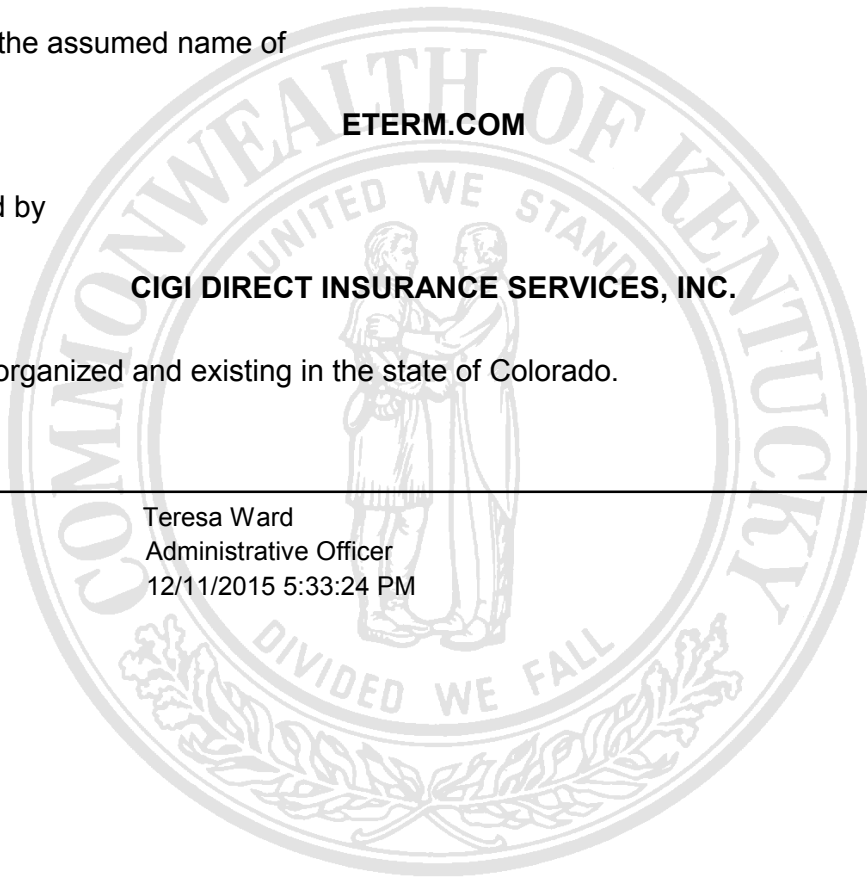 the assumed name of
ETERM.COM
d by
CIGI DIRECT INSURANCE SERVICES, INC.
organized and existing in the state of Colorado.
Teresa Ward
Administrative Officer
12/11/2015 5:33:24 PM
COMMONWEALTH OF KENTUCKY
UNITED WE STAND
DIVIDED WE FALL